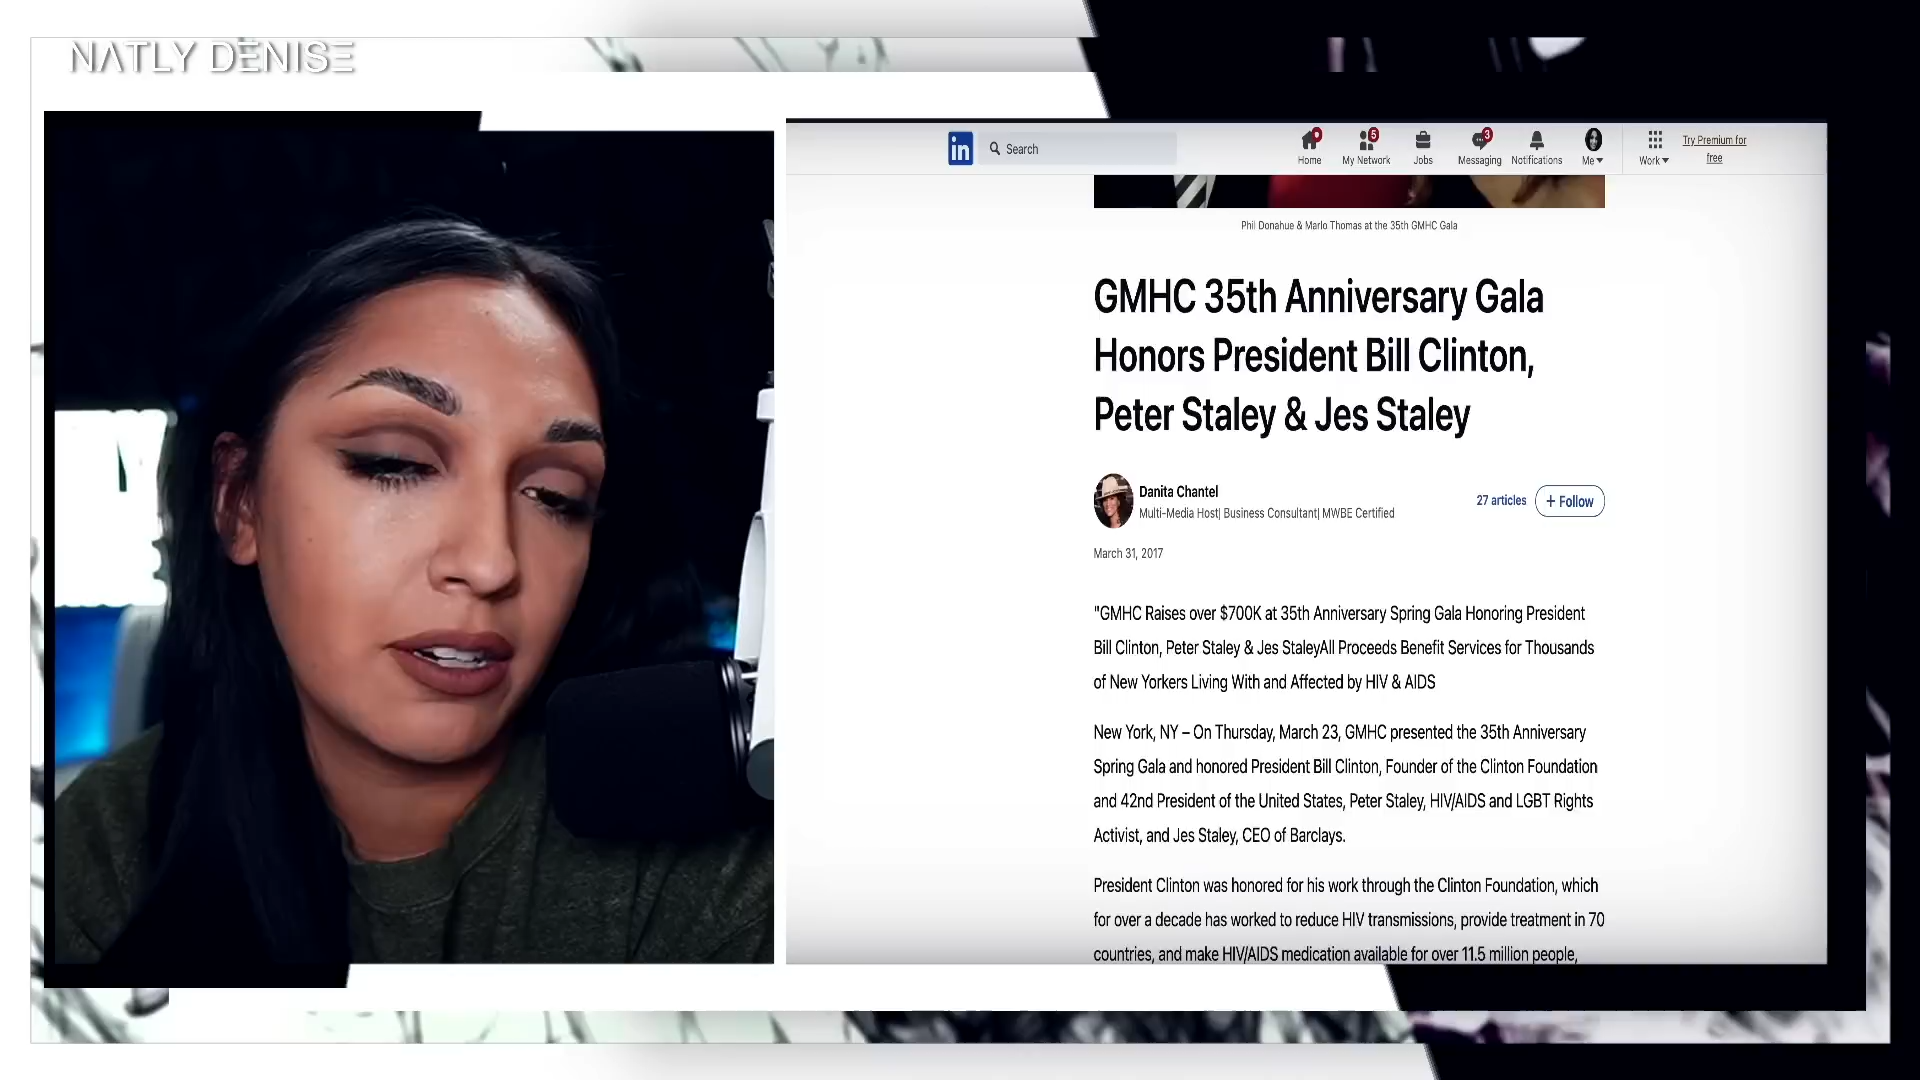 NATLY DENISE
in
Search
Home
5
My Network
Jobs
3
Messaging
Notifications
Me
Work
Try Premium for
free
Phil Donahue & Marlo Thomas at the 35th GMHC Gala
GMHC 35th Anniversary Gala
Honors President Bill Clinton,
Peter Staley & Jes Staley
Danita Chantel
Multi-Media Host| Business Consultant| MWBE Certified
27 articles
+ Follow
March 31, 2017
"GMHC Raises over $700K at 35th Anniversary Spring Gala Honoring President
Bill Clinton, Peter Staley & Jes StaleyAll Proceeds Benefit Services for Thousands
of New Yorkers Living With and Affected by HIV & AIDS
New York, NY – On Thursday, March 23, GMHC presented the 35th Anniversary
Spring Gala and honored President Bill Clinton, Founder of the Clinton Foundation
and 42nd President of the United States, Peter Staley, HIV/AIDS and LGBT Rights
Activist, and Jes Staley, CEO of Barclays.
President Clinton was honored for his work through the Clinton Foundation, which
for over a decade has worked to reduce HIV transmissions, provide treatment in 70
countries, and make HIV/AIDS medication available for over 11.5 million people,